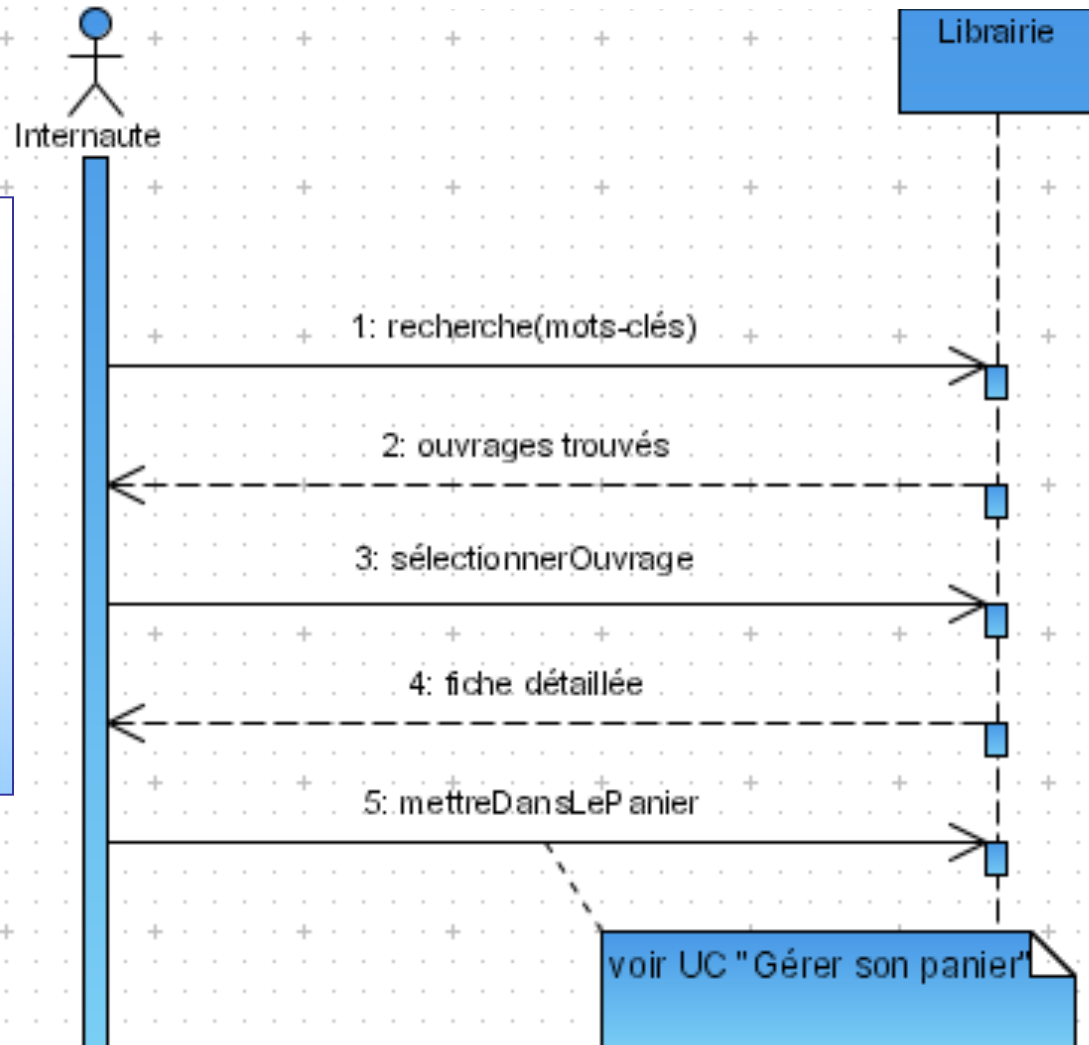 Librairie
Internaute
1: recherche(mots-clés)
2: ouvrages trouvés
3: sélectionnerOuvrage
4: fiche détaillée
5: mettreDansLePanier
voir UC "Gérer son panier"